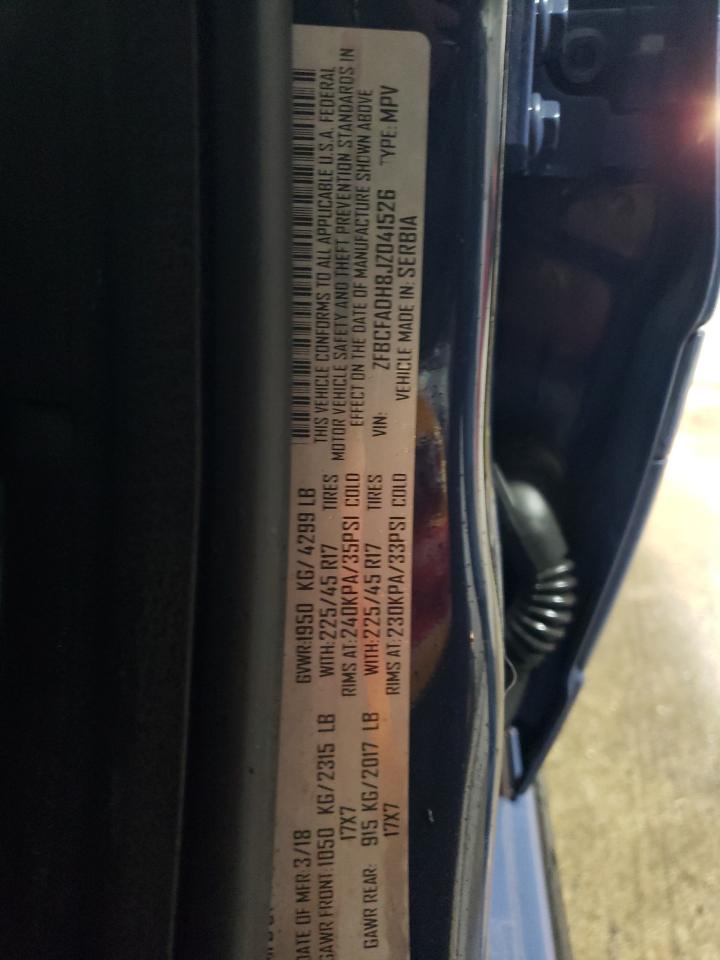 DATE OF MFR: 3/18
GVWR: 1950 KG/ 4299 LB
GAWR FRONT: 1050 KG/ 2315 LB WITH: 225/45 R17 TIRES
17X7 RIMS AT: 240KPA/35PSI COLD
GAWR REAR: 915 KG/ 2017 LB WITH: 225/45 R17 TIRES
17X7 RIMS AT: 230KPA/33PSI COLD
THIS VEHICLE CONFORMS TO ALL APPLICABLE U.S.A. FEDERAL
MOTOR VEHICLE SAFETY AND THEFT PREVENTION STANDARDS IN
EFFECT ON THE DATE OF MANUFACTURE SHOWN ABOVE
VIN: ZFBCFADH8JZ041526 TYPE: MPV
VEHICLE MADE IN: SERBIA